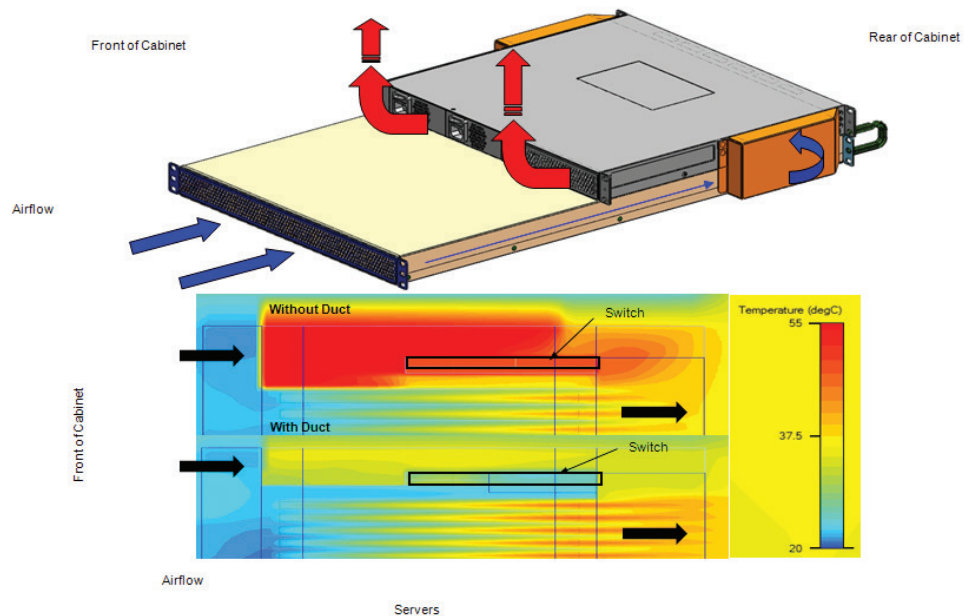 Front of Cabinet
Rear of Cabinet
Airflow
Without Duct
Switch
Temperature (degC)
55
Front of Cabinet
37.5
With Duct
Switch
20
Airflow
Servers